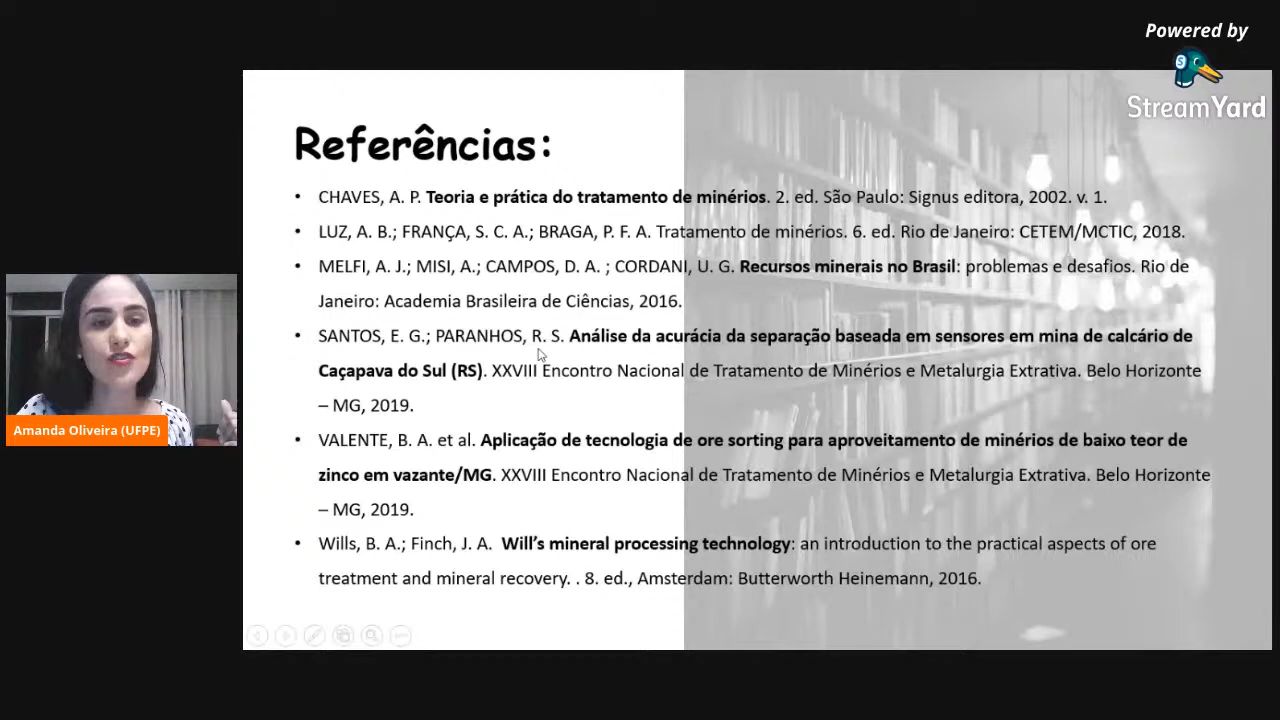 Powered by
StreamYard
Referências:
• CHAVES, A. P. Teoria e prática do tratamento de minérios. 2. ed. São Paulo: Signus editora, 2002. v. 1.
• LUZ, A. B.; FRANÇA, S. C. A.; BRAGA, P. F. A. Tratamento de minérios. 6. ed. Rio de Janeiro: CETEM/MCTIC, 2018.
• MELFI, A. J.; MISI, A.; CAMPOS, D. A. ; CORDANI, U. G. Recursos minerais no Brasil: problemas e desafios. Rio de
Janeiro: Academia Brasileira de Ciências, 2016.
• SANTOS, E. G.; PARANHOS, R. S. Análise da acurácia da separação baseada em sensores em mina de calcário de
Caçapava do Sul (RS). XXVIII Encontro Nacional de Tratamento de Minérios e Metalurgia Extrativa. Belo Horizonte
– MG, 2019.
• VALENTE, B. A. et al. Aplicação de tecnologia de ore sorting para aproveitamento de minérios de baixo teor de
zinco em vazante/MG. XXVIII Encontro Nacional de Tratamento de Minérios e Metalurgia Extrativa. Belo Horizonte
– MG, 2019.
• Wills, B. A.; Finch, J. A. Will’s mineral processing technology: an introduction to the practical aspects of ore
treatment and mineral recovery. . 8. ed., Amsterdam: Butterworth Heinemann, 2016.
Amanda Oliveira (UFPE)